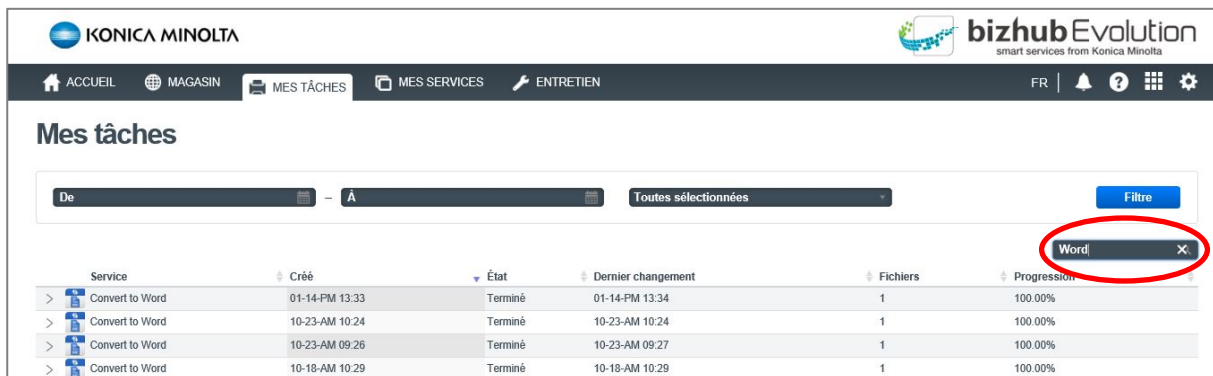 KONICA MINOLTA
bizhub Evolution
smart services from Konica Minolta
ACCUEIL MAGASIN MES TÂCHES MES SERVICES ENTRETIEN FR
Mes tâches
De – À Toutes sélectionnées Filtre
Word
Service Créé État Dernier changement Fichiers Progression
Convert to Word 01-14-PM 13:33 Terminé 01-14-PM 13:34 1 100.00%
Convert to Word 10-23-AM 10:24 Terminé 10-23-AM 10:24 1 100.00%
Convert to Word 10-23-AM 09:26 Terminé 10-23-AM 09:27 1 100.00%
Convert to Word 10-18-AM 10:29 Terminé 10-18-AM 10:29 1 100.00%